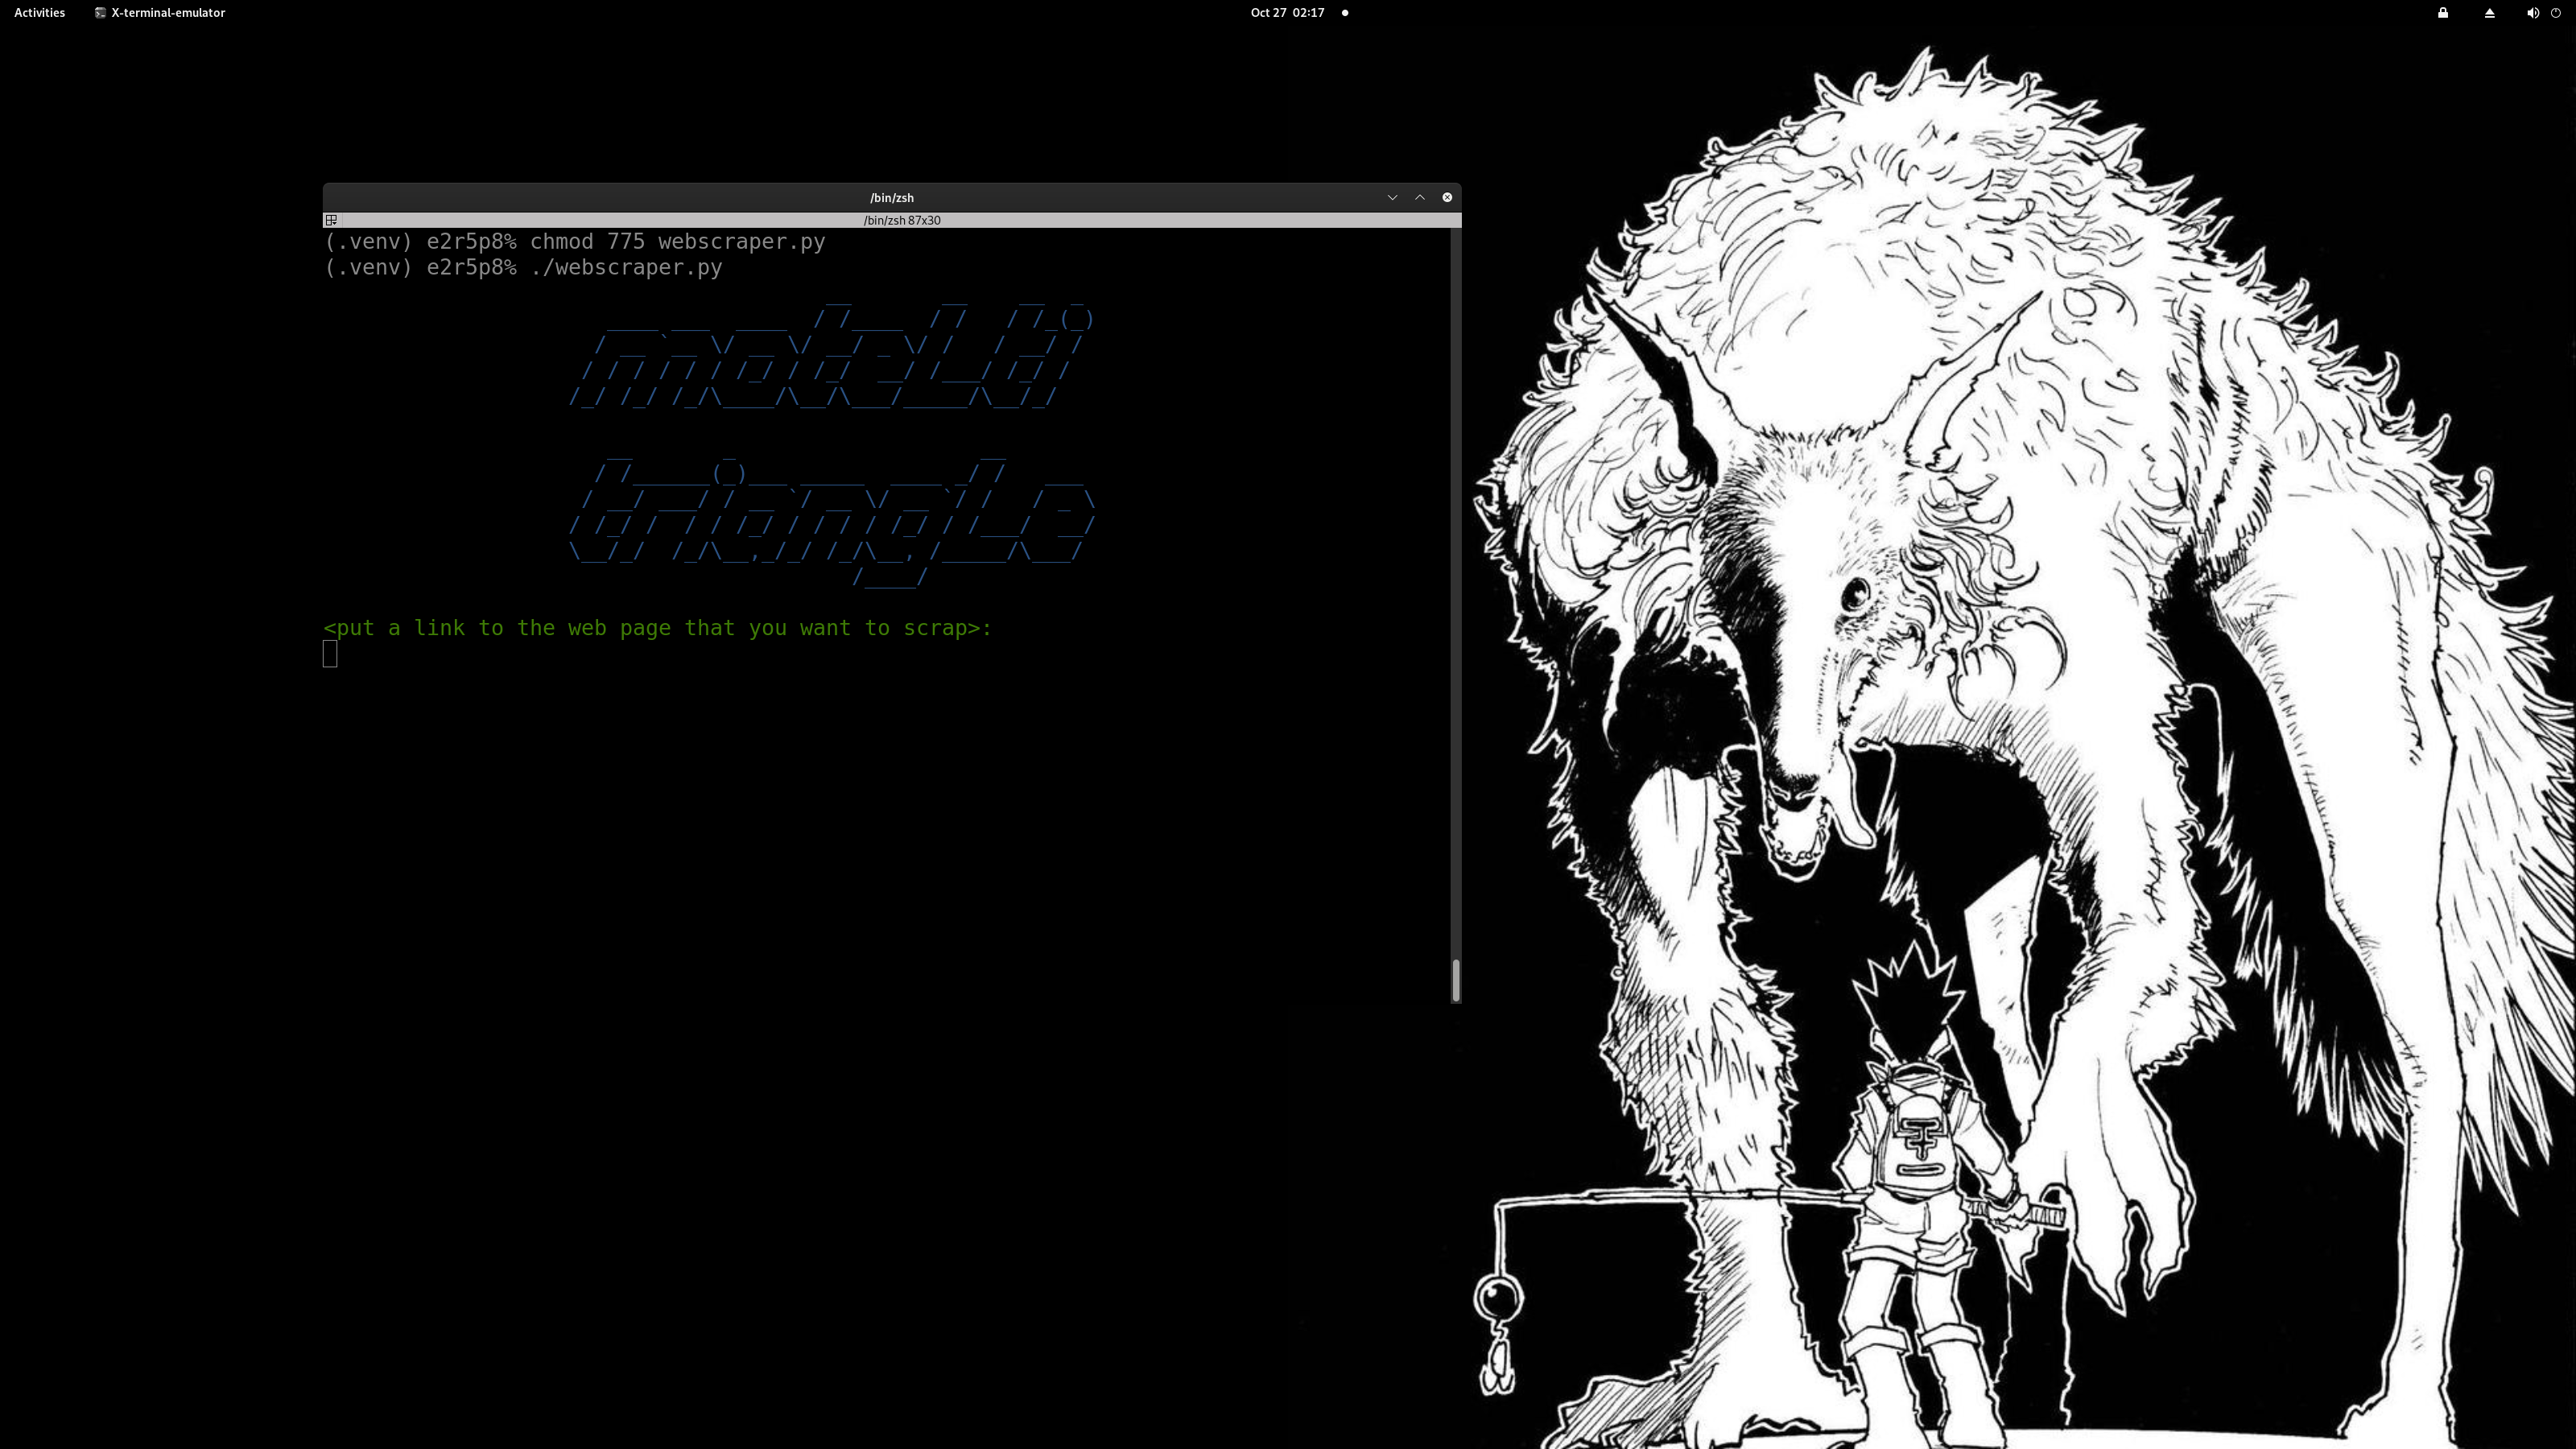 Activities
X-terminal-emulator
Oct 27 02:17
/bin/zsh
/bin/zsh 87x30
(.venv) e2r5p8% chmod 775 webscraper.py
(.venv) e2r5p8% ./webscraper.py
moteLti
triangLe
<put a link to the web page that you want to scrap>: